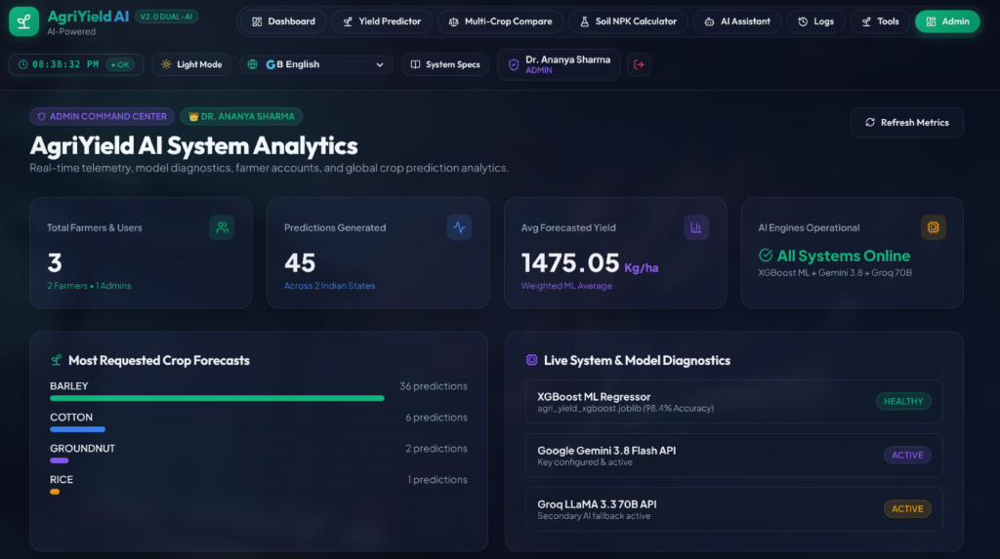 AgriYield AI V2.0 DUAL-AI
AI-Powered
Dashboard
Yield Predictor
Multi-Crop Compare
Soil NPK Calculator
AI Assistant
Logs
Tools
Admin
08:38:32 PM • OK
Light Mode
GB English
System Specs
Dr. Ananya Sharma
ADMIN
ADMIN COMMAND CENTER
👑 DR. ANANYA SHARMA
AgriYield AI System Analytics
Real-time telemetry, model diagnostics, farmer accounts, and global crop prediction analytics.
Refresh Metrics
Total Farmers & Users
3
2 Farmers • 1 Admins
Predictions Generated
45
Across 2 Indian States
Avg Forecasted Yield
1475.05 Kg/ha
Weighted ML Average
AI Engines Operational
All Systems Online
XGBoost ML + Gemini 3.8 + Groq 70B
Most Requested Crop Forecasts
BARLEY 36 predictions
COTTON 6 predictions
GROUNDNUT 2 predictions
RICE 1 predictions
Live System & Model Diagnostics
XGBoost ML Regressor
agri_yield_xgboost.joblib (98.4% Accuracy)
HEALTHY
Google Gemini 3.8 Flash API
Key configured & active
ACTIVE
Groq LLaMA 3.3 70B API
Secondary AI fallback active
ACTIVE